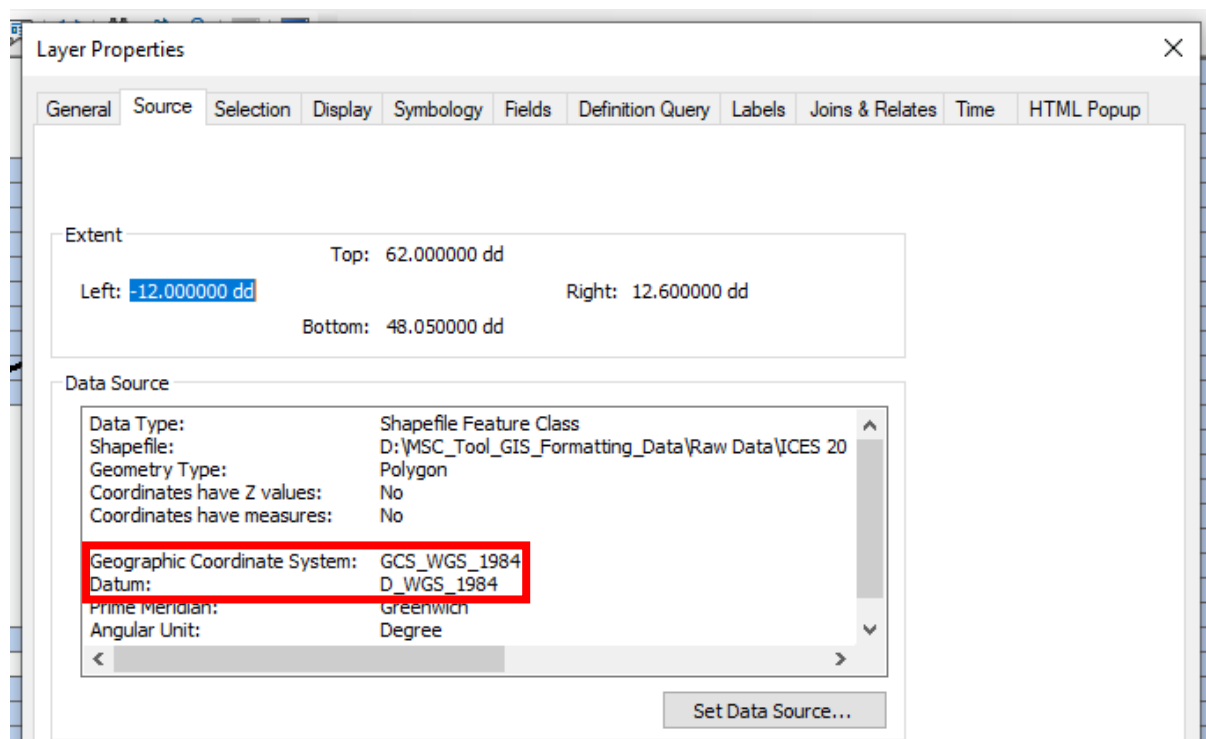 Layer Properties
General Source Selection Display Symbology Fields Definition Query Labels Joins & Relates Time HTML Popup
Extent
Top: 62.000000 dd
Left: -12.000000 dd Right: 12.600000 dd
Bottom: 48.050000 dd
Data Source
Data Type: Shapefile Feature Class
Shapefile: D:\MSC_Tool_GIS_Formatting_Data\Raw Data\ICES 20
Geometry Type: Polygon
Coordinates have Z values: No
Coordinates have measures: No
Geographic Coordinate System: GCS_WGS_1984
Datum: D_WGS_1984
Prime Meridian: Greenwich
Angular Unit: Degree
Set Data Source...